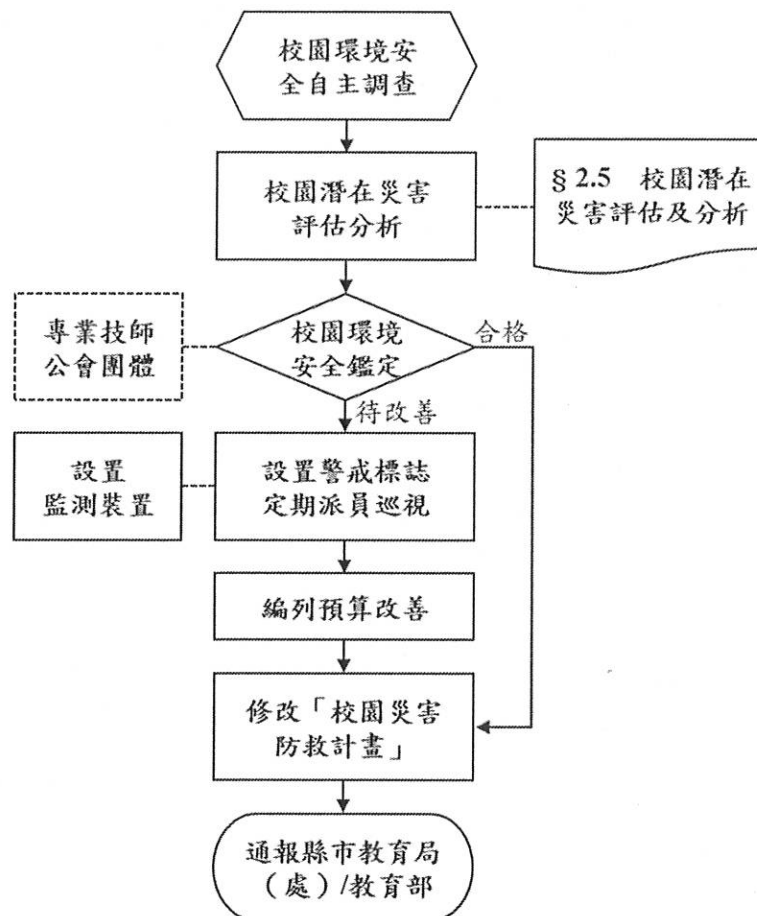 校園環境安
全自主調查
校園潛在災害
評估分析
§ 2.5 校園潛在
災害評估及分析
專業技師
公會團體
校園環境
安全鑑定
合格
待改善
設置
監測裝置
設置警戒標誌
定期派員巡視
編列預算改善
修改「校園災害
防救計畫」
通報縣市教育局
（處）/教育部